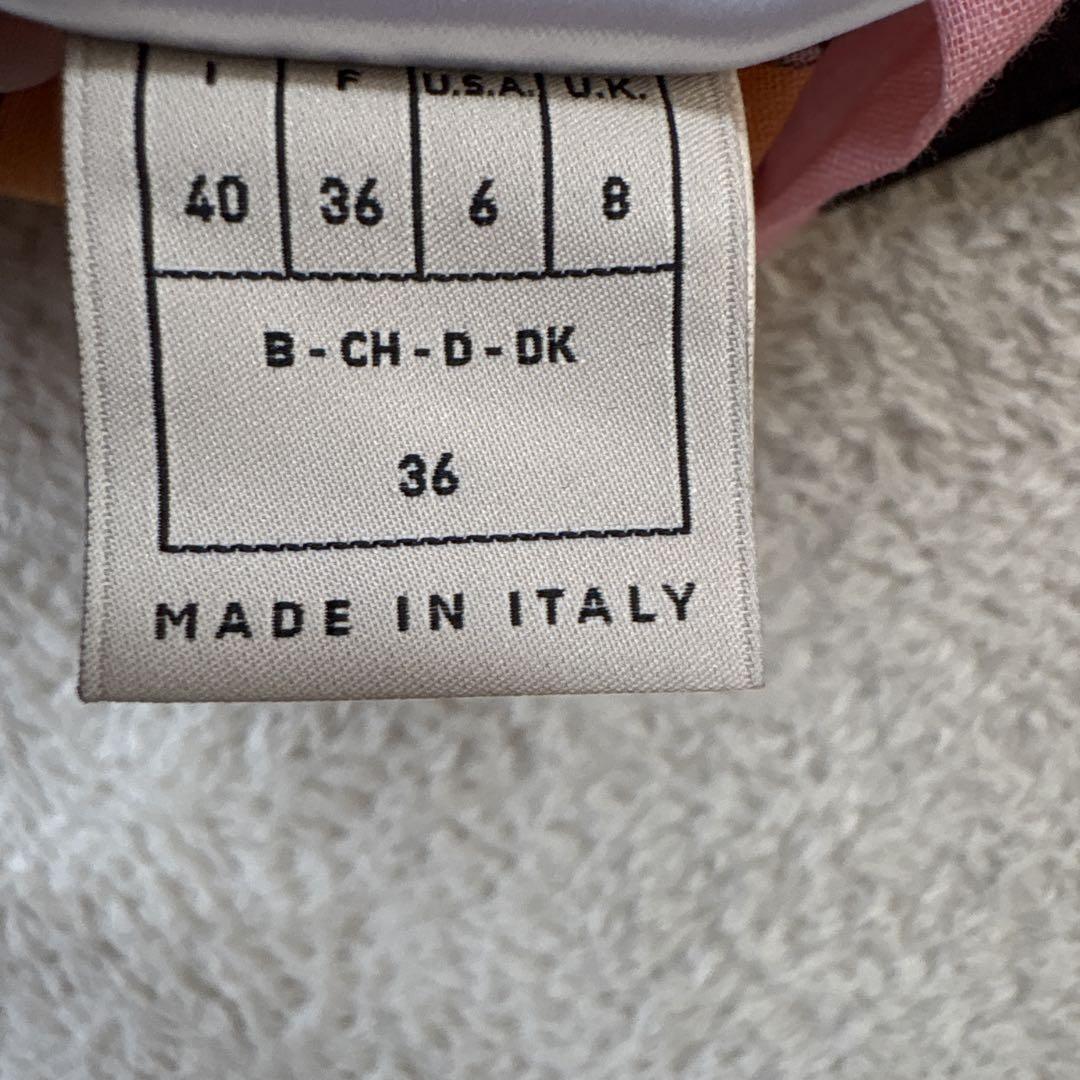 I F U.S.A. U.K.
40 36 6 8
B - CH - D - DK
36
MADE IN ITALY